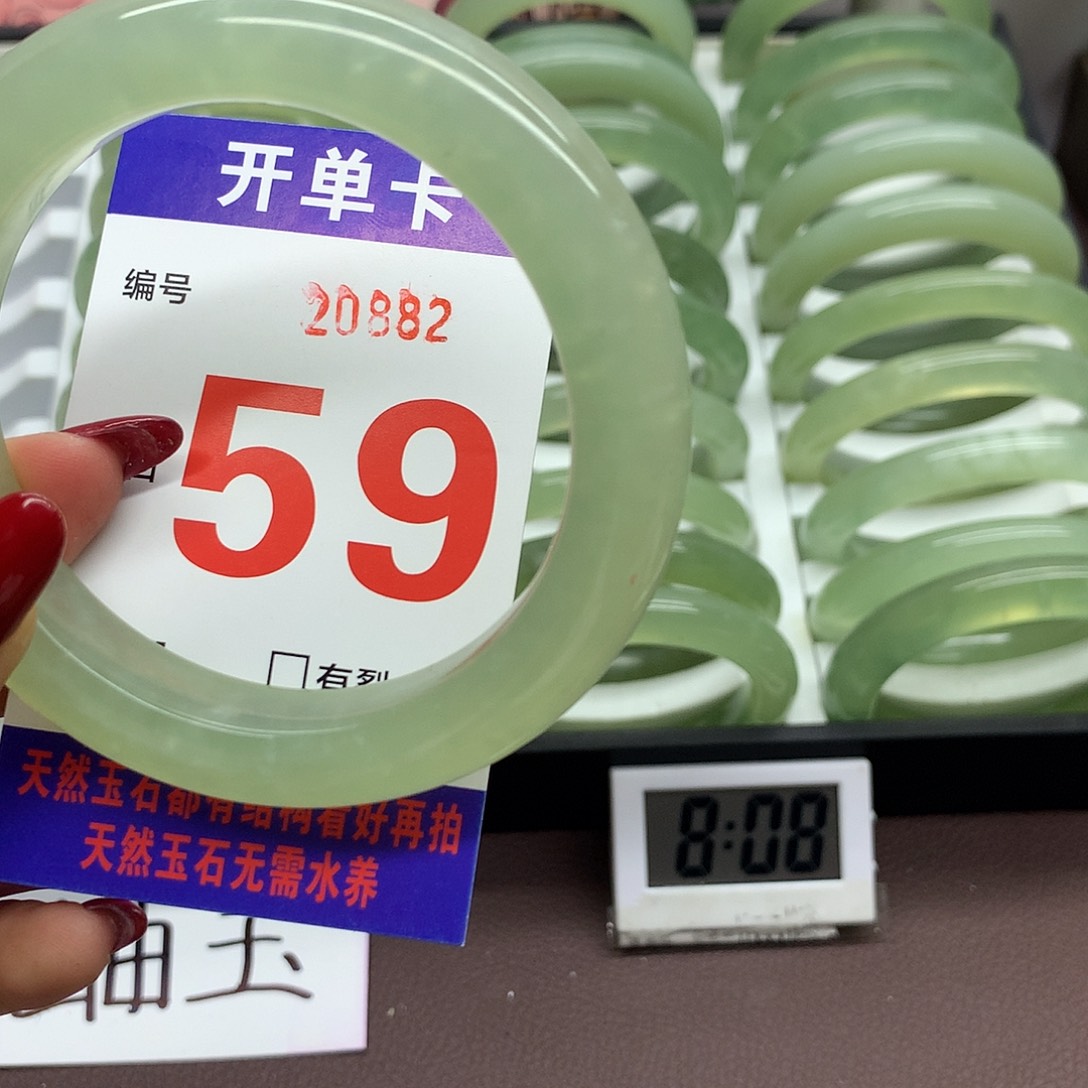 开单卡
编号
20882
59
□有裂
天然玉石都有结构看好再拍
天然玉石无需水养
8:08
油玉